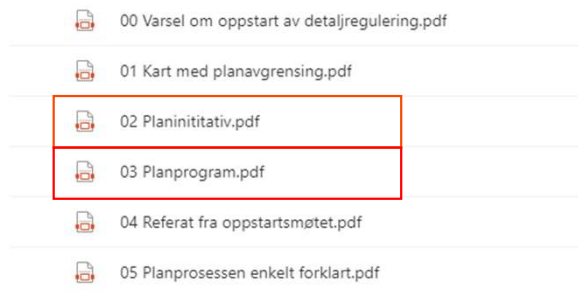 00 Varsel om oppstart av detaljregulering.pdf
01 Kart med planavgrensing.pdf
02 Planinititativ.pdf
03 Planprogram.pdf
04 Referat fra oppstartsmøtet.pdf
05 Planprosessen enkelt forklart.pdf